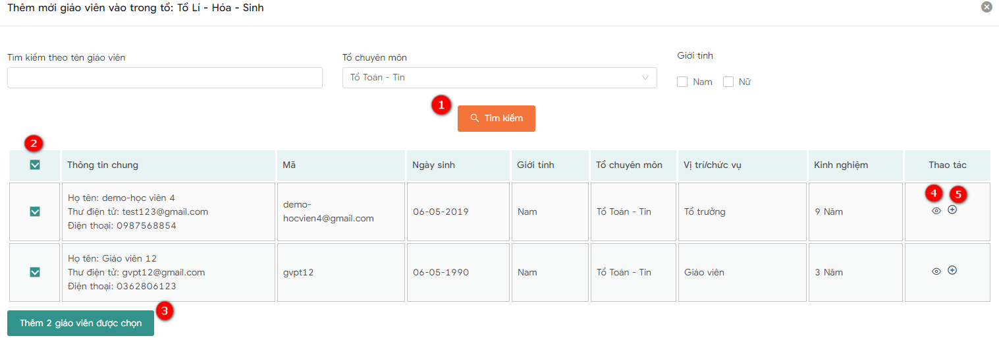 Thêm mới giáo viên vào trong tổ: Tổ Lí - Hóa - Sinh
Tìm kiếm theo tên giáo viên
Tổ chuyên môn
Giới tính
Tổ Toán - Tin
Nam
Nữ
1
Tìm kiếm
2
Thông tin chung
Mã
Ngày sinh
Giới tính
Tổ chuyên môn
Vị trí/chức vụ
Kinh nghiệm
Thao tác
Họ tên: demo-học viên 4
Thư điện tử: test123@gmail.com
Điện thoại: 0987568854
demo-
hocvien4@gmail.com
06-05-2019
Nam
Tổ Toán - Tin
Tổ trưởng
9 Năm
4
5
Họ tên: Giáo viên 12
Thư điện tử: gvpt12@gmail.com
Điện thoại: 0362806123
gvpt12
06-05-1990
Nam
Tổ Toán - Tin
Giáo viên
3 Năm
3
Thêm 2 giáo viên được chọn